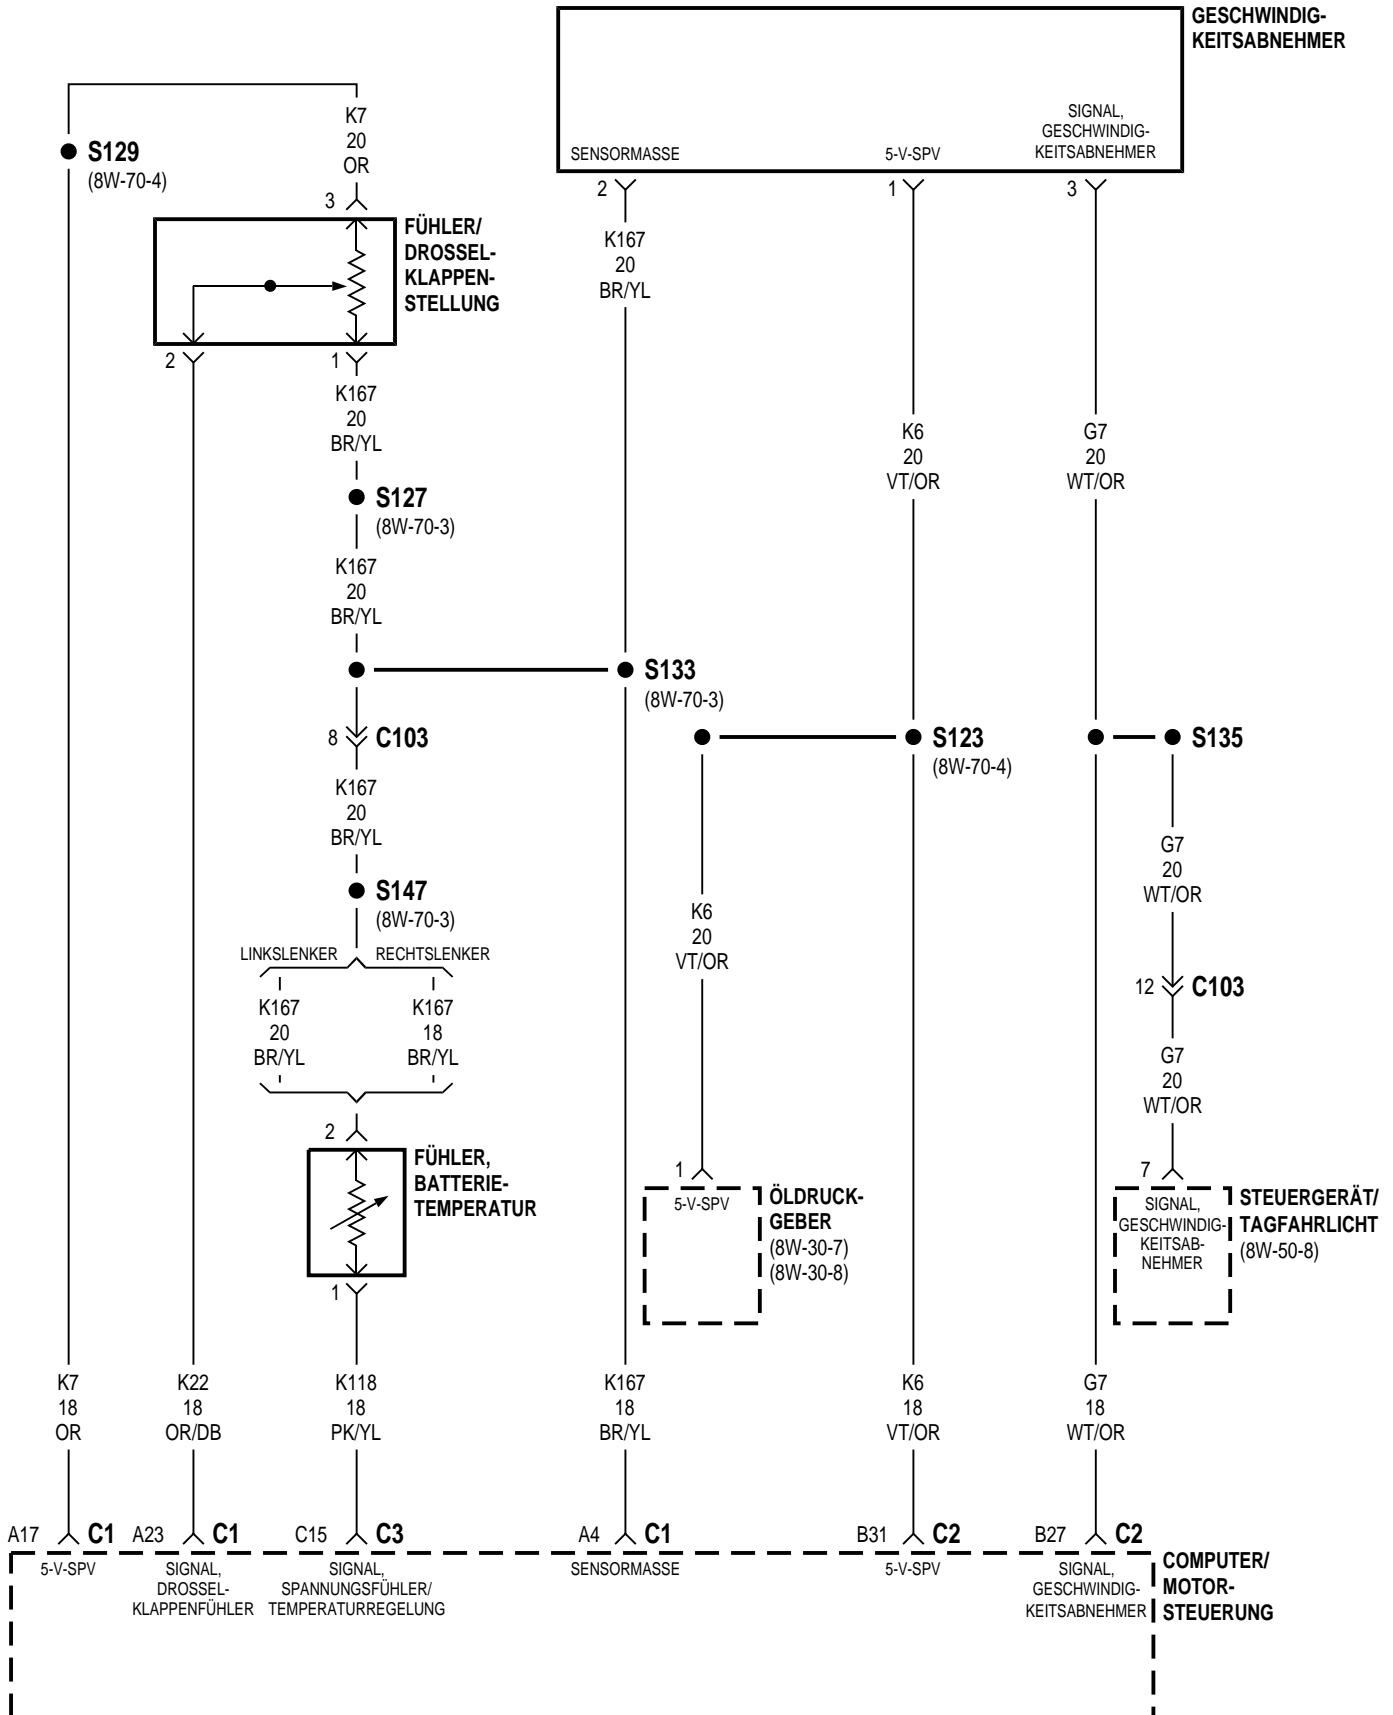 GESCHWINDIG-
KEITSABNEHMER
SENSORMASSE
5-V-SPV
SIGNAL,
GESCHWINDIG-
KEITSABNEHMER
2
1
3
K7
20
OR
S129
(8W-70-4)
3
FÜHLER/
DROSSEL-
KLAPPEN-
STELLUNG
2
1
K167
20
BR/YL
K167
20
BR/YL
S127
(8W-70-3)
K6
20
VT/OR
G7
20
WT/OR
K167
20
BR/YL
S133
(8W-70-3)
8
C103
S123
(8W-70-4)
S135
K167
20
BR/YL
S147
(8W-70-3)
LINKSLENKER
RECHTSLENKER
K167
20
BR/YL
K167
18
BR/YL
K6
20
VT/OR
G7
20
WT/OR
12
C103
G7
20
WT/OR
2
FÜHLER,
BATTERIE-
TEMPERATUR
1
1
5-V-SPV
ÖLDRUCK-
GEBER
(8W-30-7)
(8W-30-8)
7
SIGNAL,
GESCHWINDIG-
KEITSAB-
NEHMER
STEUERGERÄT/
TAGFAHRLICHT
(8W-50-8)
K7
18
OR
K22
18
OR/DB
K118
18
PK/YL
K167
18
BR/YL
K6
18
VT/OR
G7
18
WT/OR
A17
C1
A23
C1
C15
C3
A4
C1
B31
C2
B27
C2
5-V-SPV
SIGNAL,
DROSSEL-
KLAPPENFÜHLER
SIGNAL,
SPANNUNGSFÜHLER/
TEMPERATURREGELUNG
SENSORMASSE
5-V-SPV
SIGNAL,
GESCHWINDIG-
KEITSABNEHMER
COMPUTER/
MOTOR-
STEUERUNG